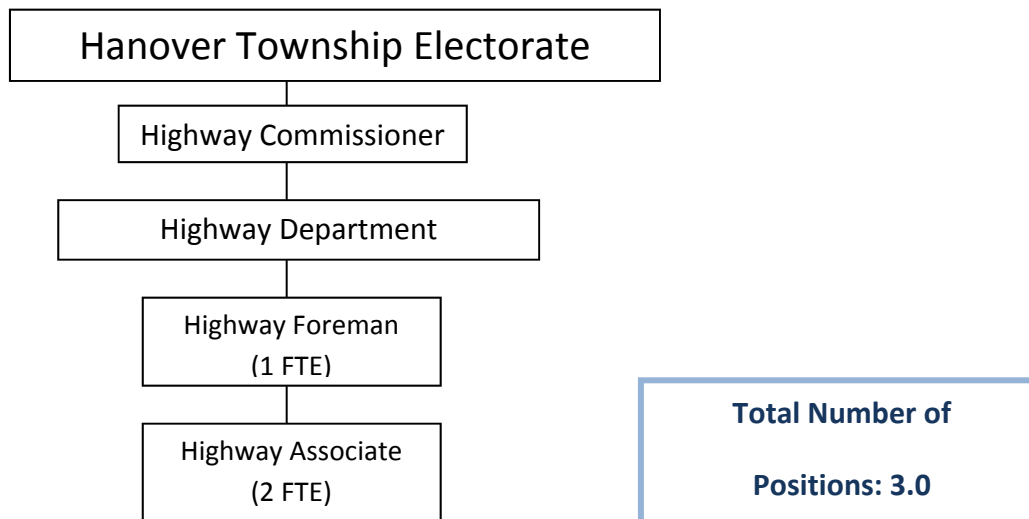 Hanover Township Electorate
Highway Commissioner
Highway Department
Highway Foreman
(1 FTE)
Highway Associate
(2 FTE)
Total Number of
Positions: 3.0